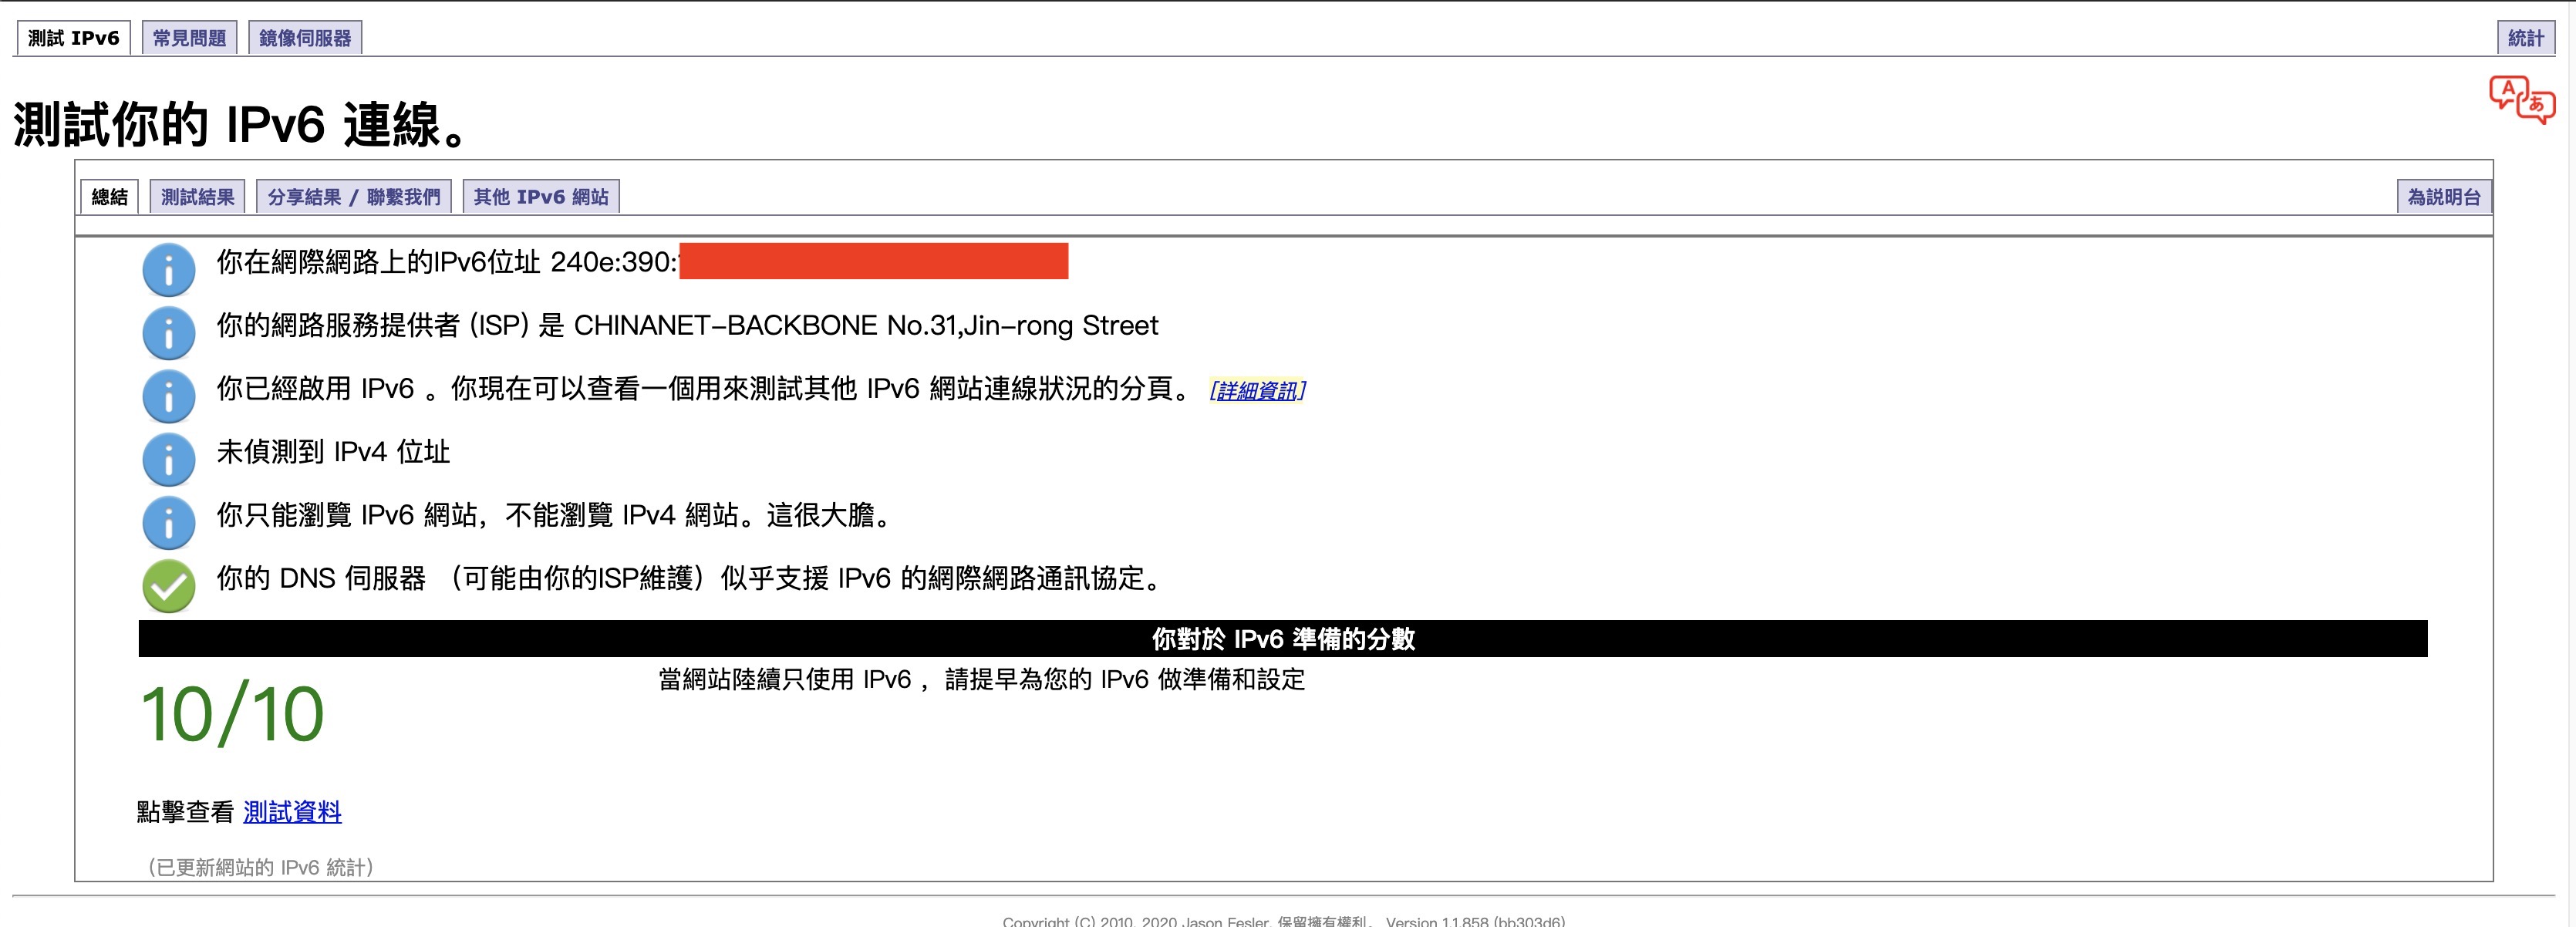 測試 IPv6 常見問題 鏡像伺服器 統計
測試你的 IPv6 連線。
總結 測試結果 分享結果 / 聯繫我們 其他 IPv6 網站 為説明台
你在網際網路上的IPv6位址 240e:390:
你的網路服務提供者 (ISP) 是 CHINANET-BACKBONE No.31,Jin-rong Street
你已經啟用 IPv6 。你現在可以查看一個用來測試其他 IPv6 網站連線狀況的分頁。 [詳細資訊]
未偵測到 IPv4 位址
你只能瀏覽 IPv6 網站，不能瀏覽 IPv4 網站。這很大膽。
你的 DNS 伺服器 （可能由你的ISP維護）似乎支援 IPv6 的網際網路通訊協定。
你對於 IPv6 準備的分數
10/10 當網站陸續只使用 IPv6 ，請提早為您的 IPv6 做準備和設定
點擊查看 測試資料
(已更新網站的 IPv6 統計)
Copyright (C) 2010, 2020 Jason Fesler. 保留擁有權利。 Version 1.1.858 (bb303d6)